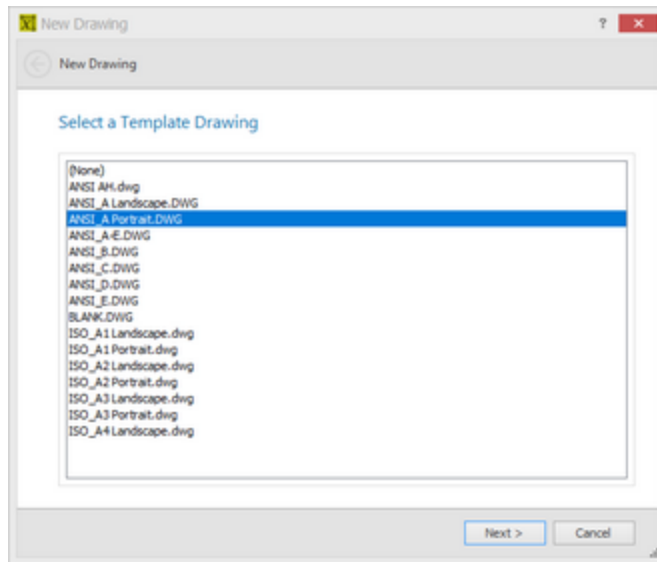 New Drawing
?
New Drawing
Select a Template Drawing
(None)
ANSI AH.dwg
ANSI_A Landscape.DWG
ANSI_A Portrait.DWG
ANSI_A-E.DWG
ANSI_B.DWG
ANSI_C.DWG
ANSI_D.DWG
ANSI_E.DWG
BLANK.DWG
ISO_A1 Landscape.dwg
ISO_A1 Portrait.dwg
ISO_A2 Landscape.dwg
ISO_A2 Portrait.dwg
ISO_A3 Landscape.dwg
ISO_A3 Portrait.dwg
ISO_A4 Landscape.dwg
Next > Cancel